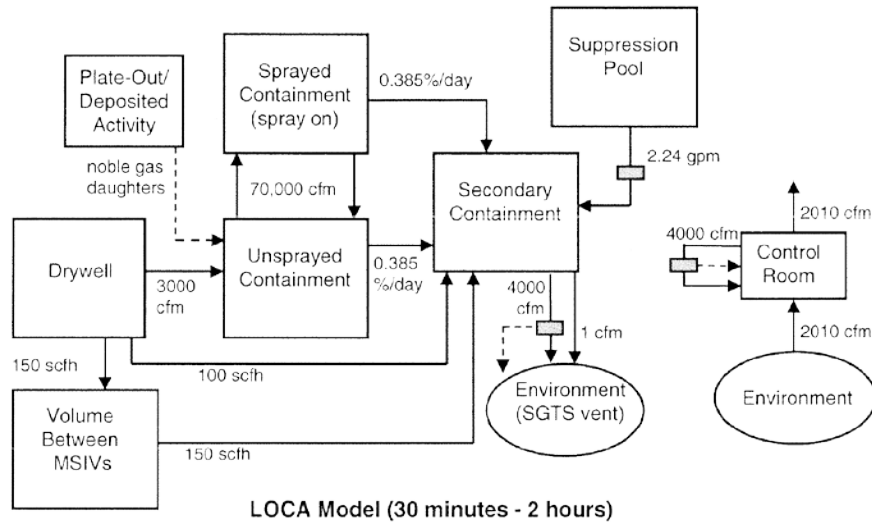 Plate-Out/
Deposited
Activity
Sprayed
Containment
(spray on)
0.385%/day
Suppression
Pool
2.24 gpm
noble gas
daughters
70,000 cfm
Secondary
Containment
2010 cfm
4000 cfm
Control
Room
Drywell
3000
cfm
Unsprayed
Containment
0.385
%/day
4000
cfm
1 cfm
2010 cfm
150 scfh
100 scfh
Volume
Between
MSIVs
150 scfh
Environment
(SGTS vent)
Environment
LOCA Model (30 minutes - 2 hours)